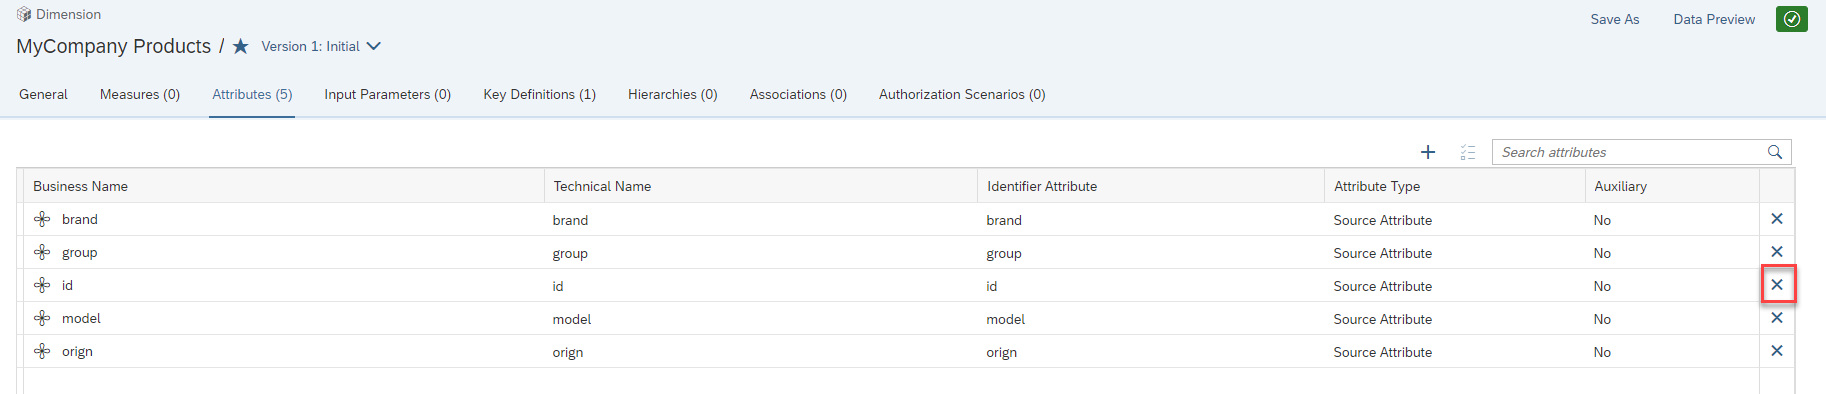 Dimension
Save As Data Preview
MyCompany Products / Version 1: Initial
General Measures (0) Attributes (5) Input Parameters (0) Key Definitions (1) Hierarchies (0) Associations (0) Authorization Scenarios (0)
Search attributes
Business Name Technical Name Identifier Attribute Attribute Type Auxiliary
brand brand brand Source Attribute No
group group group Source Attribute No
id id id Source Attribute No
model model model Source Attribute No
orign orign orign Source Attribute No